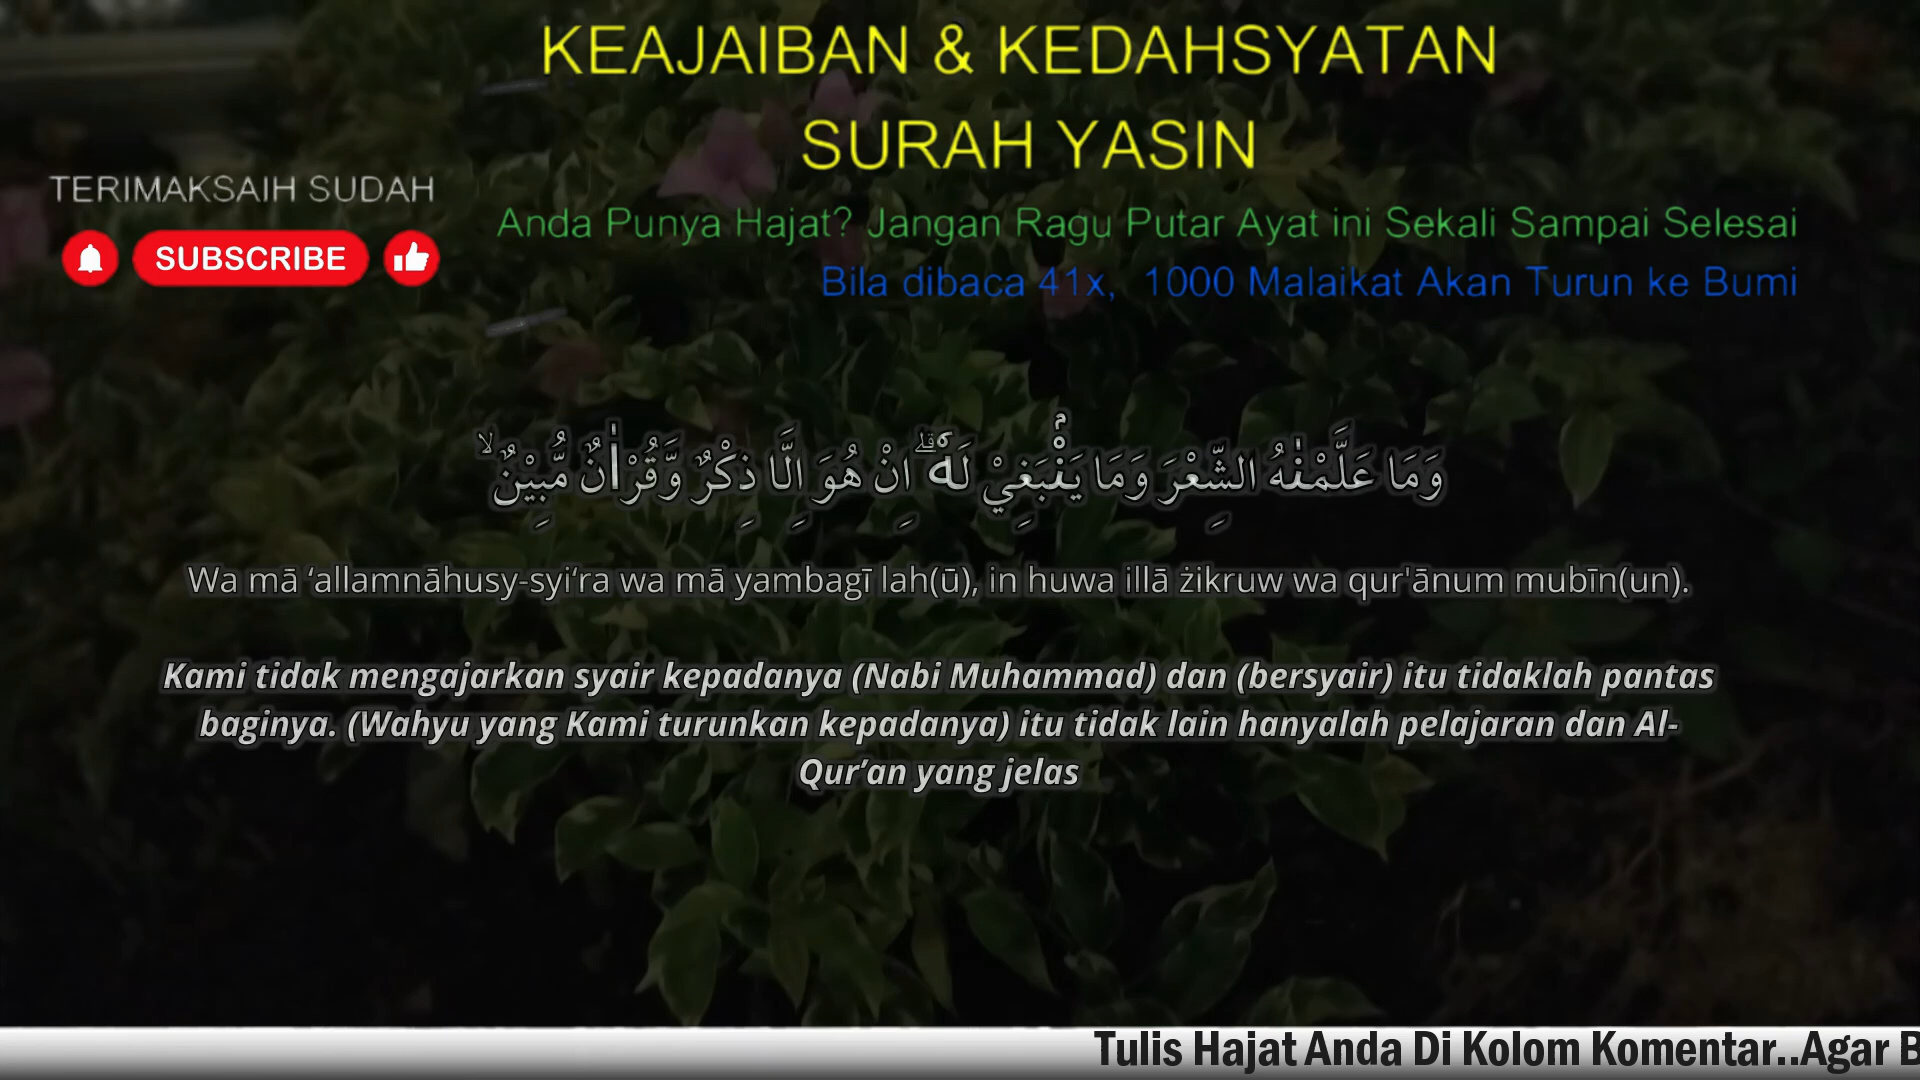 KEAJAIBAN & KEDAHSYATAN
SURAH YASIN
TERIMAKSAIH SUDAH
SUBSCRIBE
Anda Punya Hajat? Jangan Ragu Putar Ayat ini Sekali Sampai Selesai
Bila dibaca 41x, 1000 Malaikat Akan Turun ke Bumi
وَمَا عَلَّمْنٰهُ الشِّعْرَ وَمَا يَنْۢبَغِيْ لَهٗ ۗاِنْ هُوَ اِلَّا ذِكْرٌ وَّقُرْاٰنٌ مُّبِيْنٌ ۙ
Wa mā ‘allamnāhusy-syi‘ra wa mā yambagī lah(ū), in huwa illā żikruw wa qur'ānum mubīn(un).
Kami tidak mengajarkan syair kepadanya (Nabi Muhammad) dan (bersyair) itu tidaklah pantas
baginya. (Wahyu yang Kami turunkan kepadanya) itu tidak lain hanyalah pelajaran dan Al-
Qur’an yang jelas
Tulis Hajat Anda Di Kolom Komentar..Agar B